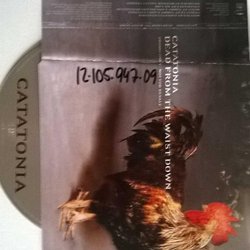 CATATONIA
CATATONIA
DEAD FROM THE WAIST DOWN
12.105.947.09